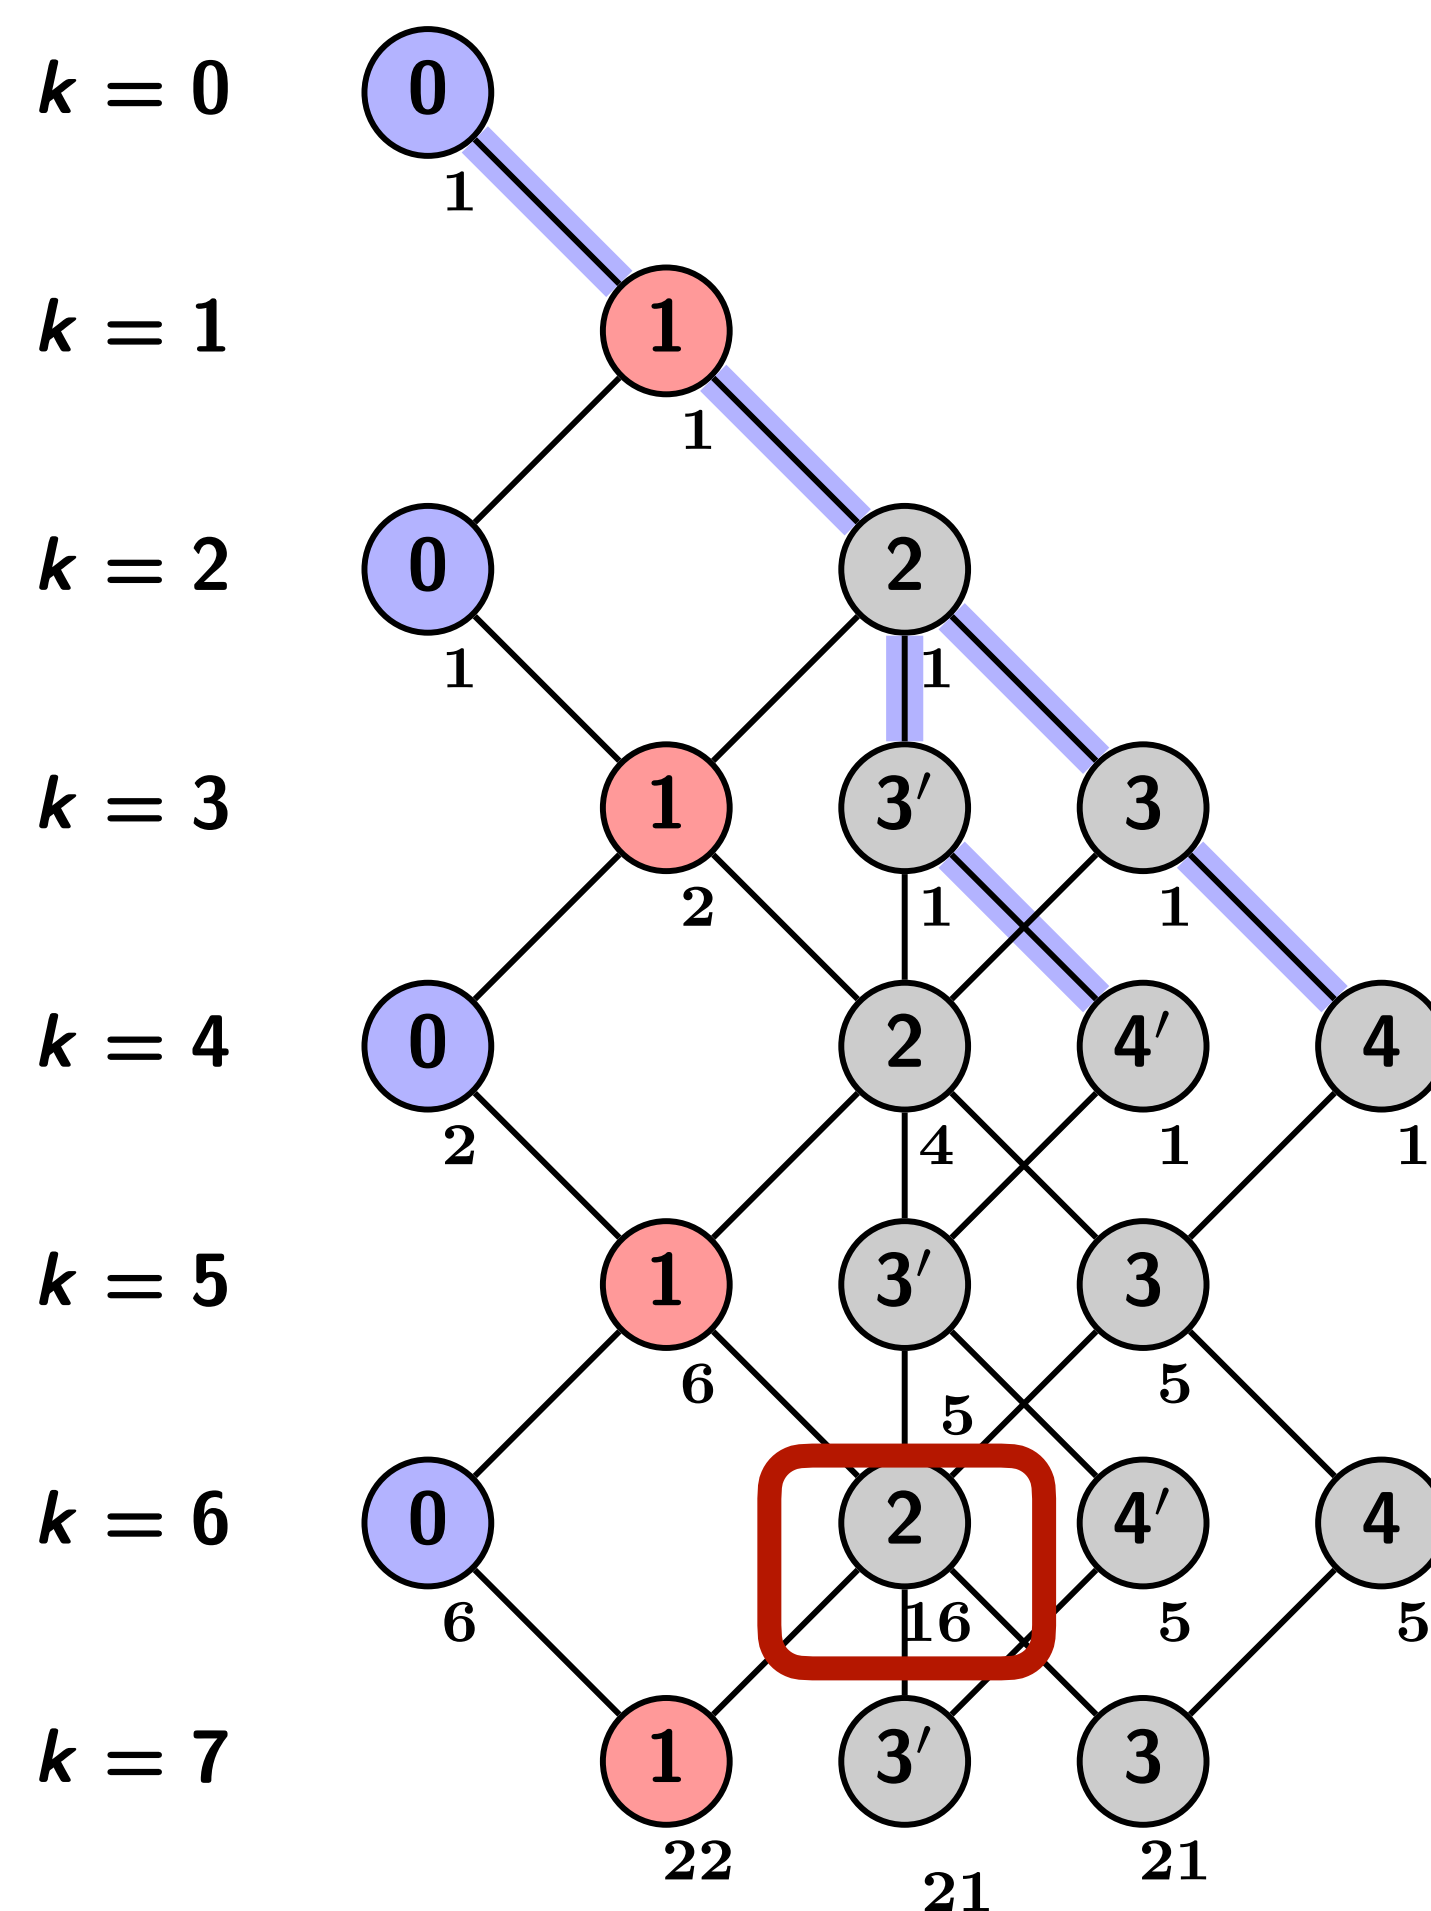 k = 0 0
1
k = 1 1
1
k = 2 0 2
1 1
k = 3 1 3′ 3
2 1 1
k = 4 0 2 4′ 4
2 4 1 1
k = 5 1 3′ 3
6 5 5
k = 6 0 2 4′ 4
6 16 5 5
k = 7 1 3′ 3
22 21 21